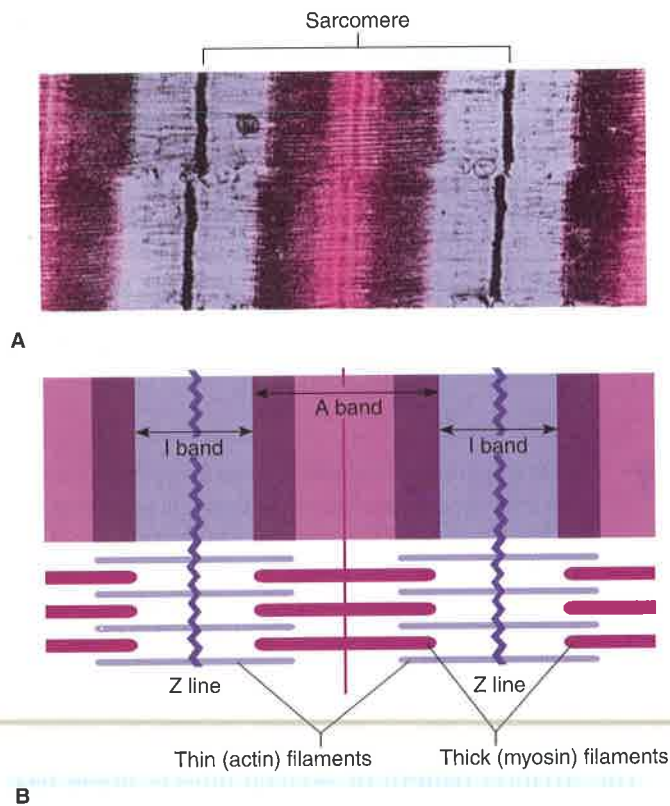 Sarcomere
A
A band
I band
I band
Z line
Z line
Thin (actin) filaments
Thick (myosin) filaments
B